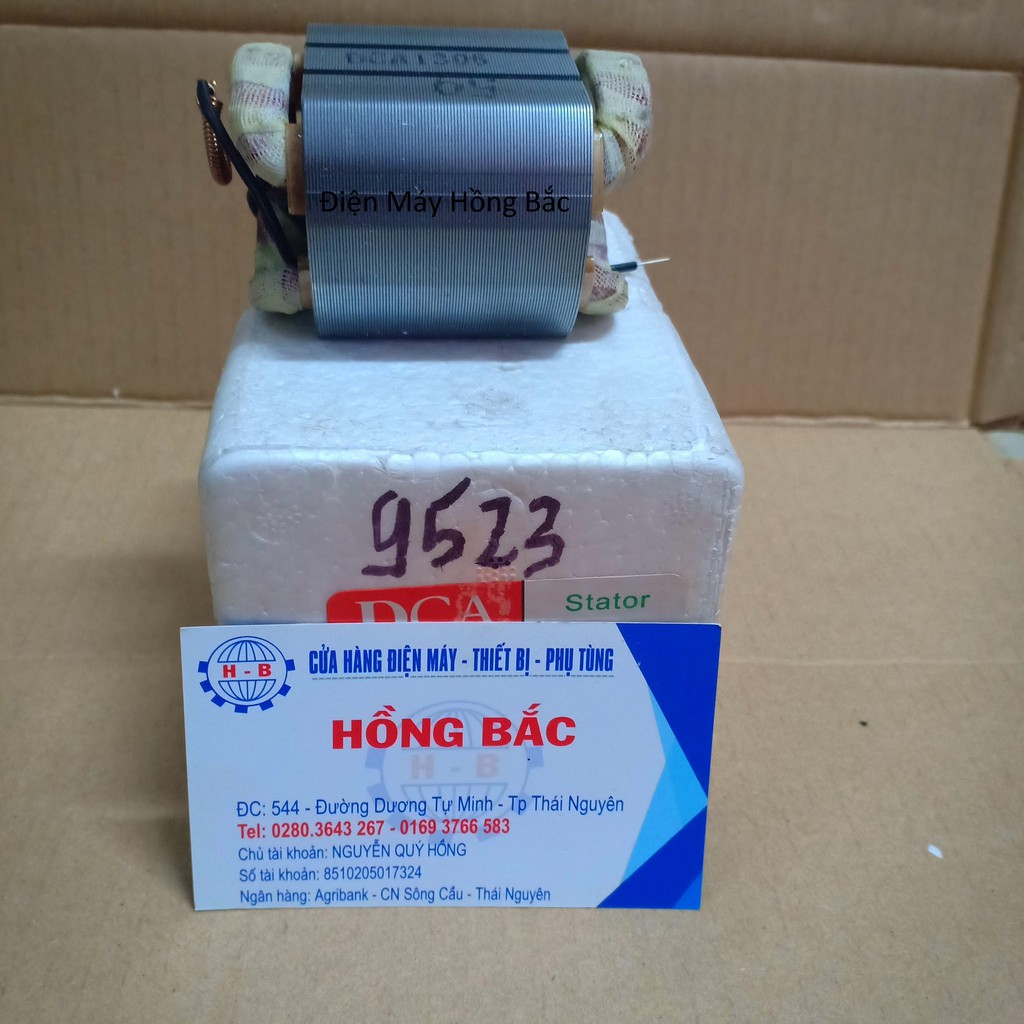 DCA1306
Điện Máy Hồng Bắc
9523
DCA
Stator
H - B
CỬA HÀNG ĐIỆN MÁY - THIẾT BỊ - PHỤ TÙNG
HỒNG BẮC
H - B
ĐC: 544 - Đường Dương Tự Minh - Tp Thái Nguyên
Tel: 0280.3643 267 - 0169 3766 583
Chủ tài khoản: NGUYỄN QUÝ HỒNG
Số tài khoản: 8510205017324
Ngân hàng: Agribank - CN Sông Cầu - Thái Nguyên